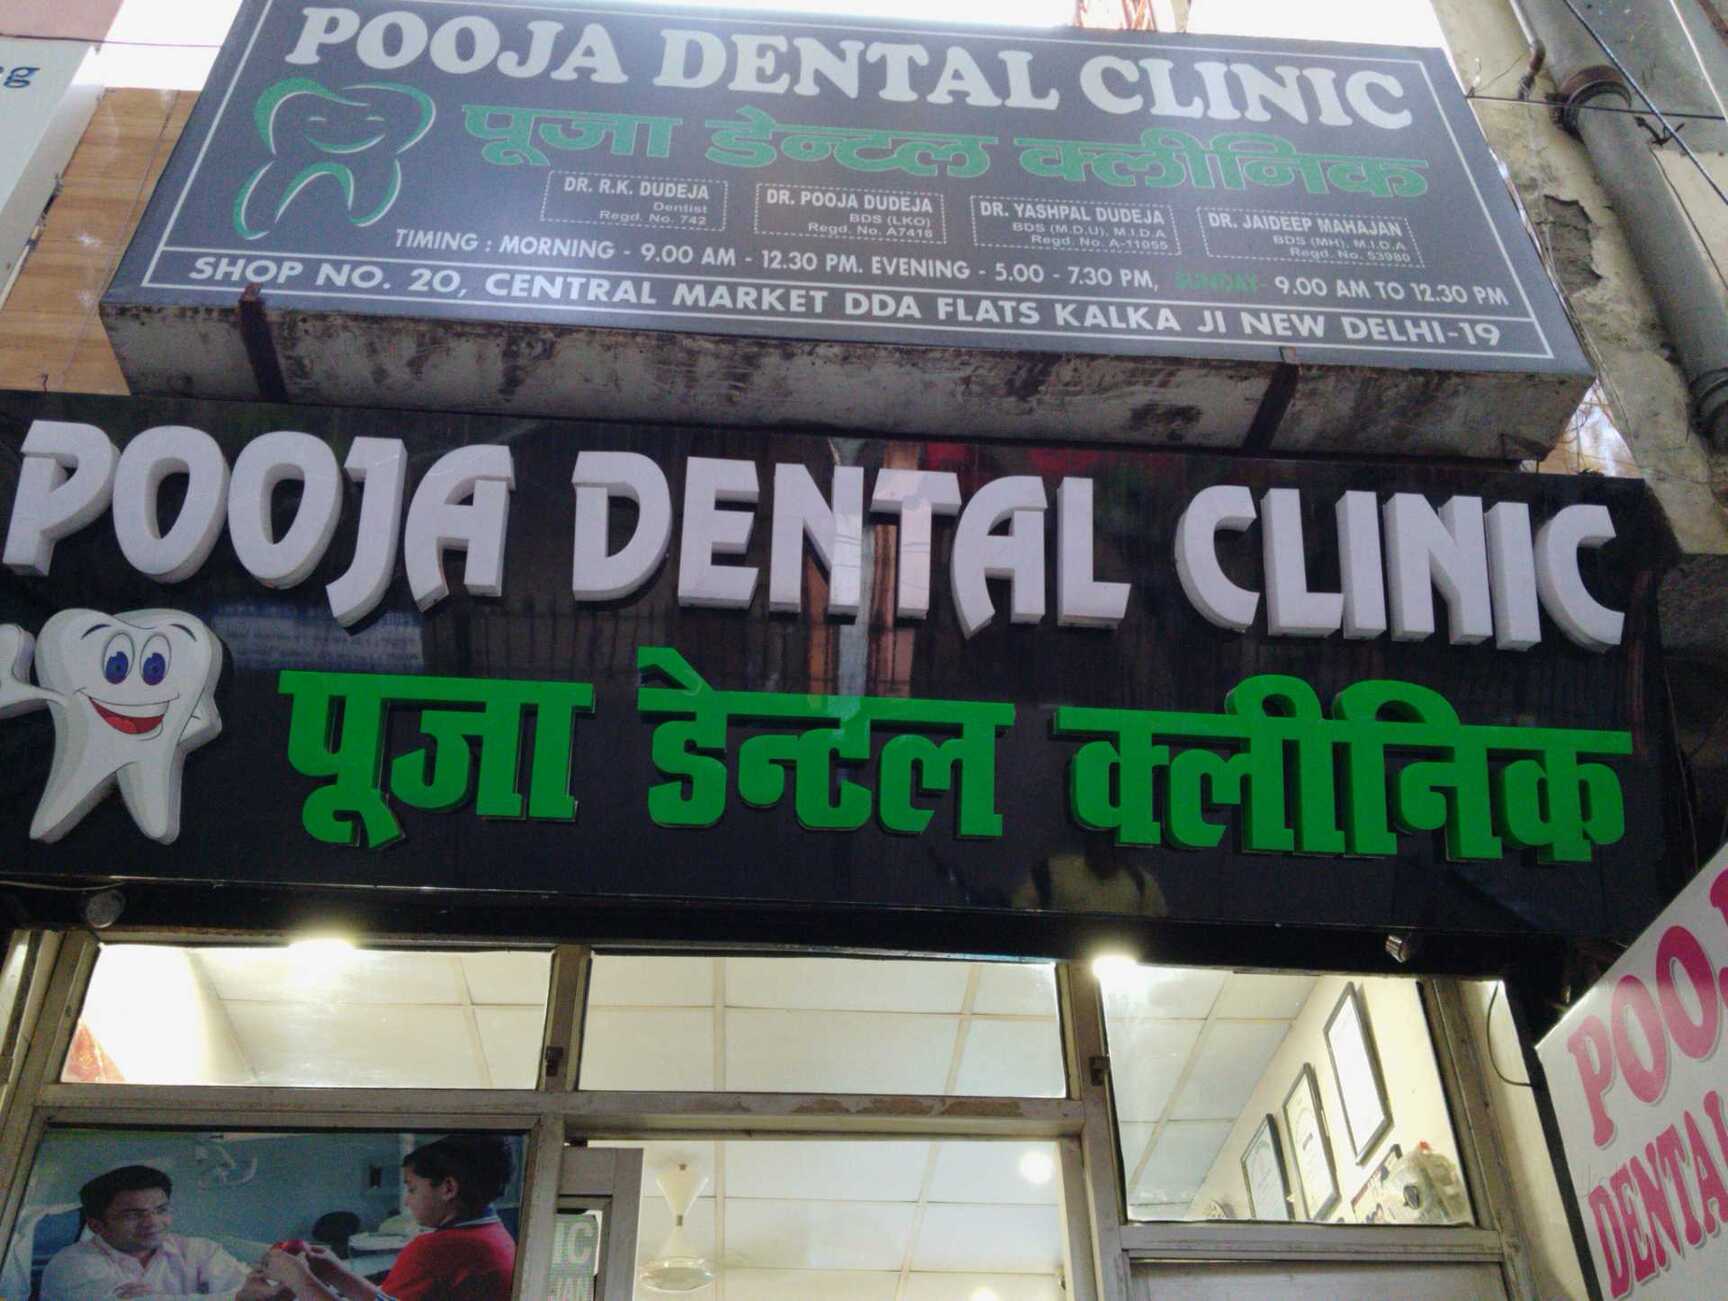 POOJA DENTAL CLINIC
पूजा डेन्टल क्लीनिक
DR. R.K. DUDEJA
Dentist
Regd. No. 742
DR. POOJA DUDEJA
BDS (LKO)
Regd. No. A7418
DR. YASHPAL DUDEJA
BDS (M.D.U), M.I.D.A
Regd. No. A-11055
DR. JAIDEEP MAHAJAN
BDS (MH), M.I.D.A
Regd. No. 53980
TIMING : MORNING - 9.00 AM - 12.30 PM. EVENING - 5.00 - 7.30 PM, SUNDAY- 9.00 AM TO 12.30 PM
SHOP NO. 20, CENTRAL MARKET DDA FLATS KALKA JI NEW DELHI-19
POOJA DENTAL CLINIC
पूजा डेन्टल क्लीनिक
POOJ
DENTA